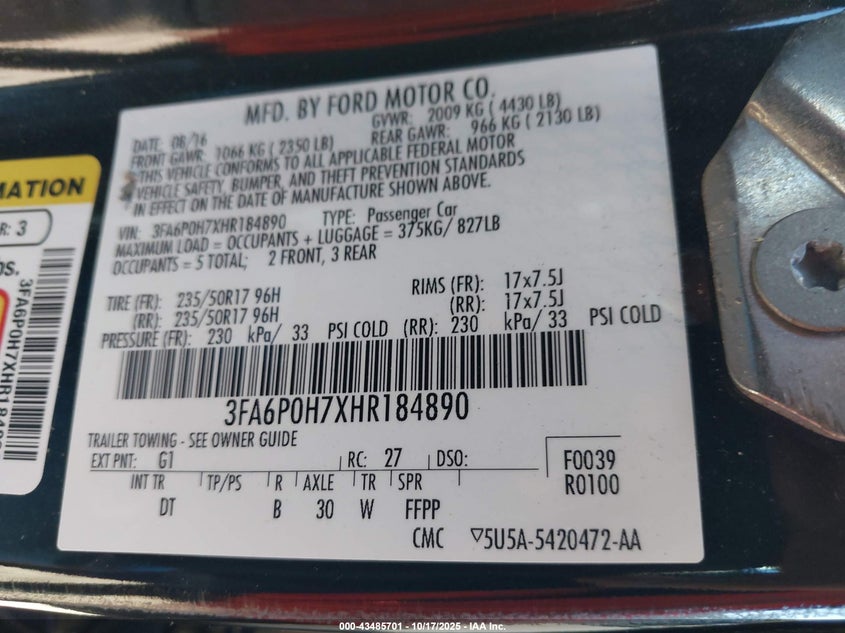 MFD. BY FORD MOTOR CO.
DATE: 08/16 GVWR: 2009 KG ( 4430 LB)
FRONT GAWR: 1066 KG ( 2350 LB) REAR GAWR: 966 KG ( 2130 LB)
THIS VEHICLE CONFORMS TO ALL APPLICABLE FEDERAL MOTOR
VEHICLE SAFETY, BUMPER, AND THEFT PREVENTION STANDARDS
IN EFFECT ON THE DATE OF MANUFACTURE SHOWN ABOVE.
VIN: 3FA6P0H7XHR184890 TYPE: Passenger Car
MAXIMUM LOAD = OCCUPANTS + LUGGAGE = 375KG/ 827LB
OCCUPANTS = 5 TOTAL; 2 FRONT, 3 REAR
TIRE (FR): 235/50R17 96H RIMS (FR): 17x7.5J
(RR): 235/50R17 96H (RR): 17x7.5J
PRESSURE (FR): 230 kPa/ 33 PSI COLD (RR): 230 kPa/ 33 PSI COLD
3FA6P0H7XHR184890
TRAILER TOWING - SEE OWNER GUIDE
EXT PNT: G1 RC: 27 DSO: F0039
INT TR TP/PS R AXLE TR SPR R0100
DT B 30 W FFPP
CMC ▽5U5A-5420472-AA
MATION
R: 3
bs.
3FA6P0H7XHR18489
000-43485701 - 10/17/2025 - IAA Inc.